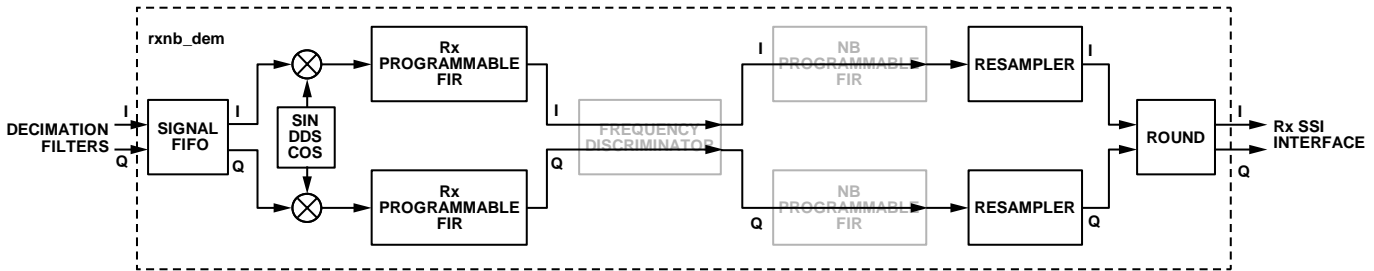 rxnb_dem
DECIMATION
FILTERS
I
Q
SIGNAL
FIFO
I
Q
SIN
DDS
COS
Rx
PROGRAMMABLE
FIR
Rx
PROGRAMMABLE
FIR
I
Q
FREQUENCY
DISCRIMINATOR
I
Q
NB
PROGRAMMABLE
FIR
NB
PROGRAMMABLE
FIR
RESAMPLER
RESAMPLER
I
Q
ROUND
I
Q
Rx SSI
INTERFACE